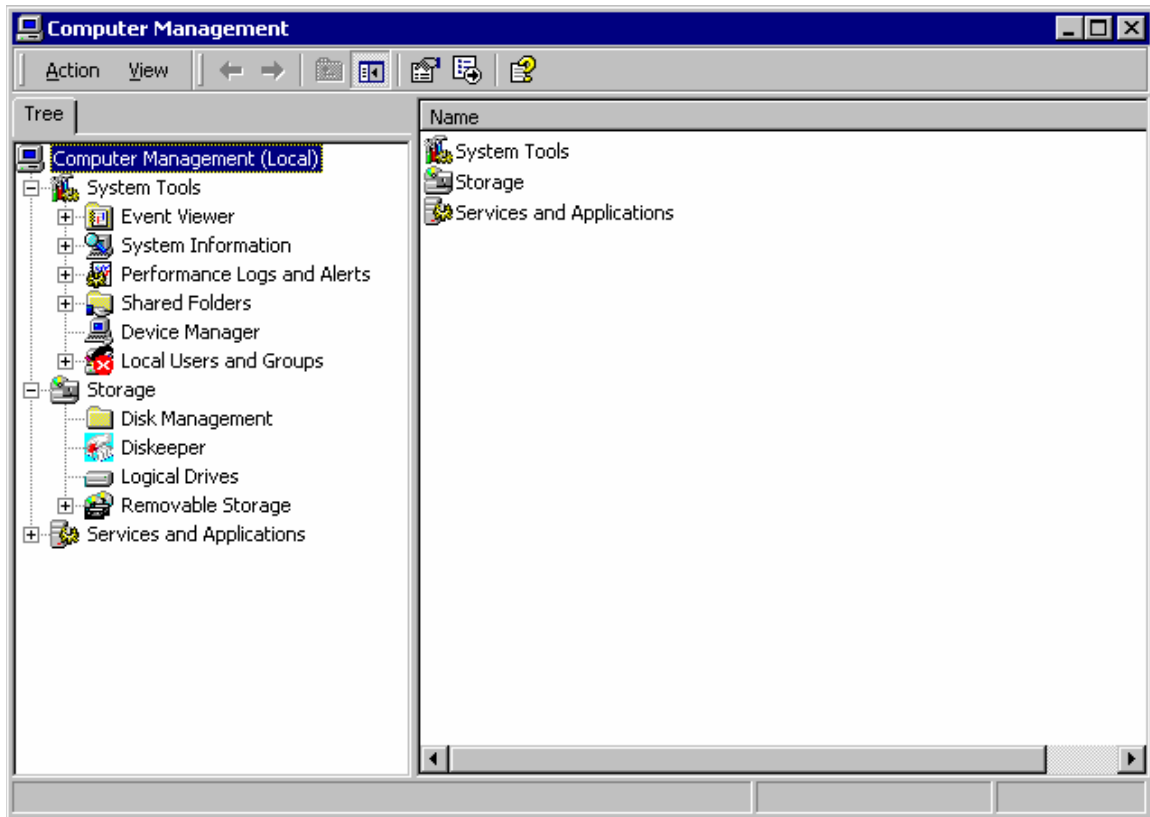 Computer Management
Action View
Tree
Computer Management (Local)
System Tools
Event Viewer
System Information
Performance Logs and Alerts
Shared Folders
Device Manager
Local Users and Groups
Storage
Disk Management
Diskeeper
Logical Drives
Removable Storage
Services and Applications
Name
System Tools
Storage
Services and Applications